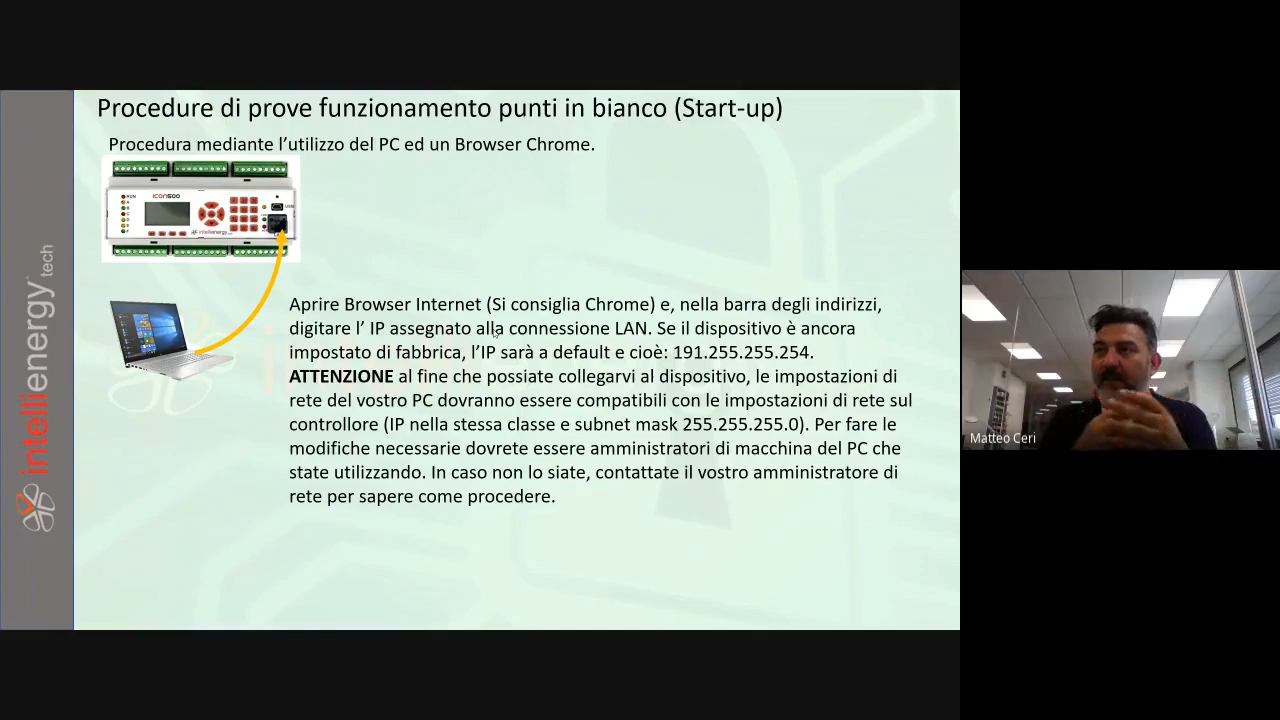 Procedure di prove funzionamento punti in bianco (Start-up)
Procedura mediante l’utilizzo del PC ed un Browser Chrome.
RUN
A
B
C
D
E
F
ICON500
USB
intellienergy
Aprire Browser Internet (Si consiglia Chrome) e, nella barra degli indirizzi,
digitare l’ IP assegnato alla connessione LAN. Se il dispositivo è ancora
impostato di fabbrica, l’IP sarà a default e cioè: 191.255.255.254.
ATTENZIONE al fine che possiate collegarvi al dispositivo, le impostazioni di
rete del vostro PC dovranno essere compatibili con le impostazioni di rete sul
controllore (IP nella stessa classe e subnet mask 255.255.255.0). Per fare le
modifiche necessarie dovrete essere amministratori di macchina del PC che
state utilizzando. In caso non lo siate, contattate il vostro amministratore di
rete per sapere come procedere.
intellienergy tech
Matteo Ceri